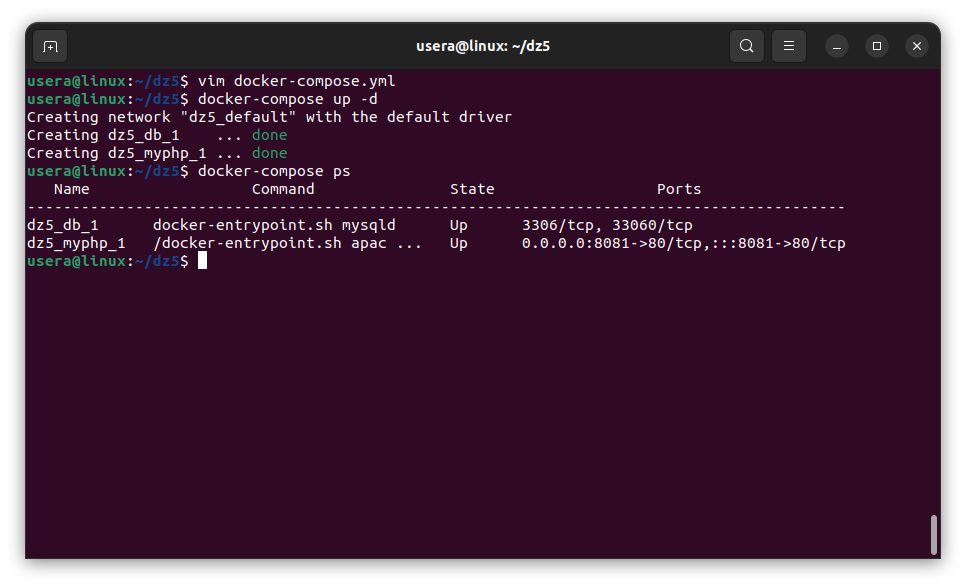 usera@linux: ~/dz5
usera@linux:~/dz5$ vim docker-compose.yml
usera@linux:~/dz5$ docker-compose up -d
Creating network "dz5_default" with the default driver
Creating dz5_db_1    ... done
Creating dz5_myphp_1 ... done
usera@linux:~/dz5$ docker-compose ps
   Name                  Command               State                  Ports
-------------------------------------------------------------------------------------------
dz5_db_1      docker-entrypoint.sh mysqld      Up      3306/tcp, 33060/tcp
dz5_myphp_1   /docker-entrypoint.sh apac ...   Up      0.0.0.0:8081->80/tcp,:::8081->80/tcp
usera@linux:~/dz5$